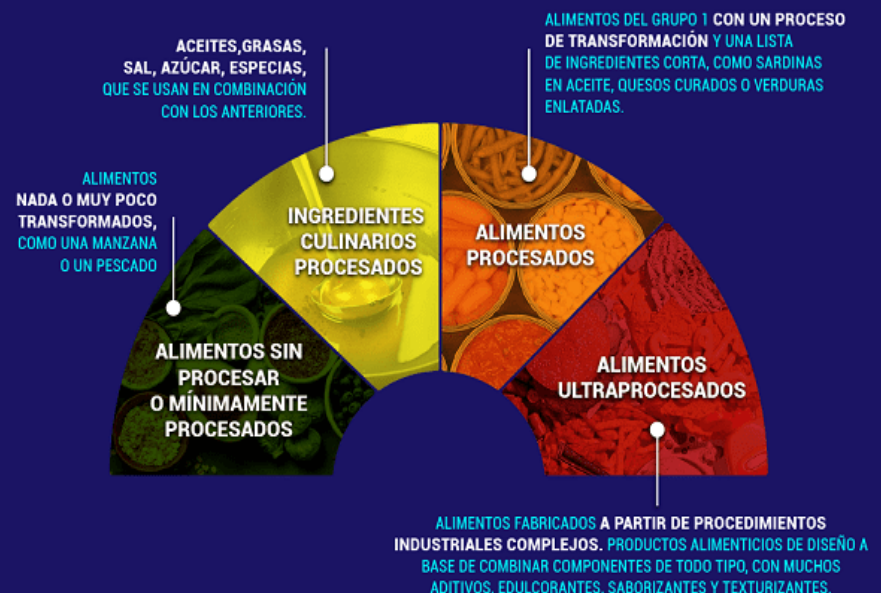 ACEITES,GRASAS,
SAL, AZÚCAR, ESPECIAS,
QUE SE USAN EN COMBINACIÓN
CON LOS ANTERIORES.
ALIMENTOS DEL GRUPO 1 CON UN PROCESO
DE TRANSFORMACIÓN Y UNA LISTA
DE INGREDIENTES CORTA, COMO SARDINAS
EN ACEITE, QUESOS CURADOS O VERDURAS
ENLATADAS.
ALIMENTOS
NADA O MUY POCO
TRANSFORMADOS,
COMO UNA MANZANA
O UN PESCADO
INGREDIENTES
CULINARIOS
PROCESADOS
ALIMENTOS
PROCESADOS
ALIMENTOS SIN
PROCESAR
O MÍNIMAMENTE
PROCESADOS
ALIMENTOS
ULTRAPROCESADOS
ALIMENTOS FABRICADOS A PARTIR DE PROCEDIMIENTOS
INDUSTRIALES COMPLEJOS. PRODUCTOS ALIMENTICIOS DE DISEÑO A
BASE DE COMBINAR COMPONENTES DE TODO TIPO, CON MUCHOS
ADITIVOS, EDULCORANTES, SABORIZANTES Y TEXTURIZANTES.